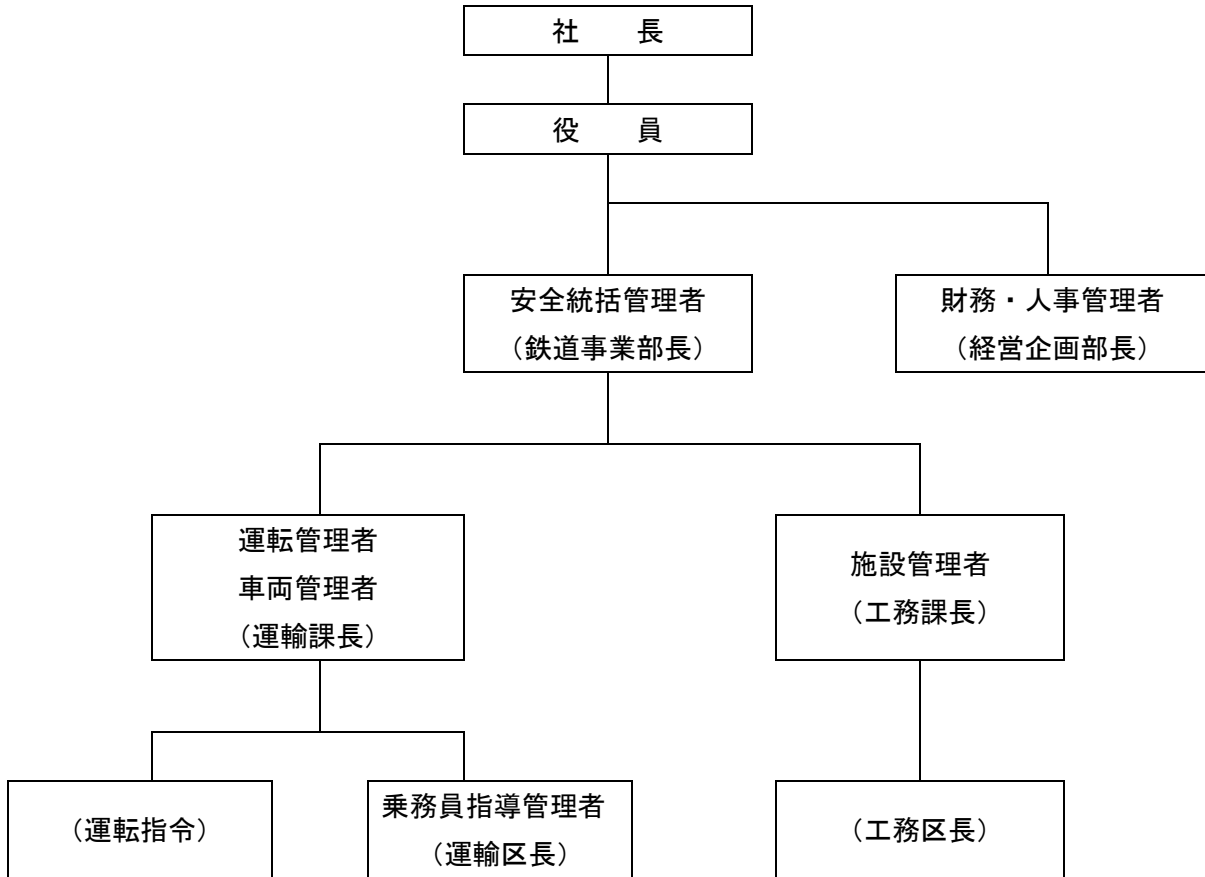 社　　長
役　　員
安全統括管理者
（鉄道事業部長）
財務・人事管理者
（経営企画部長）
運転管理者
車両管理者
（運輸課長）
施設管理者
（工務課長）
（運転指令）
乗務員指導管理者
（運輸区長）
（工務区長）